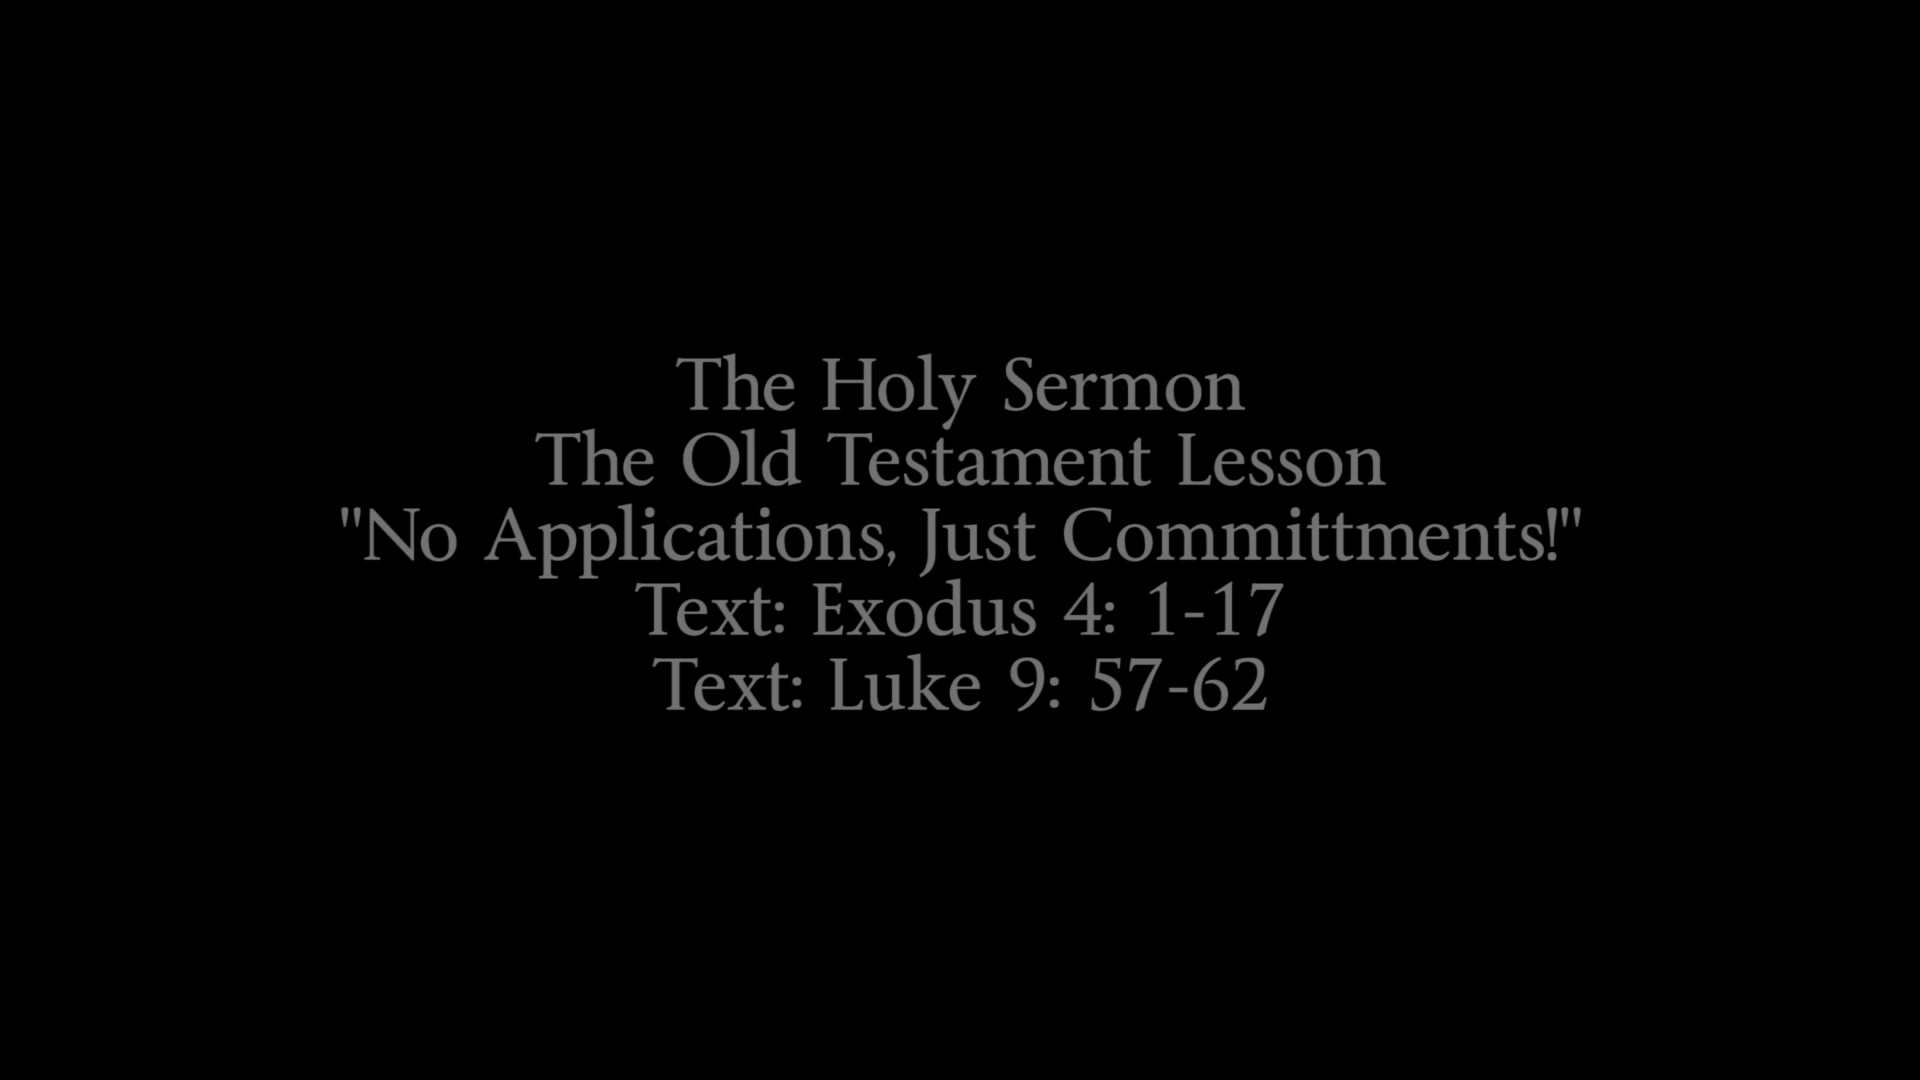 The Holy Sermon
The Old Testament Lesson
"No Applications, Just Committments!"
Text: Exodus 4: 1-17
Text: Luke 9: 57-62